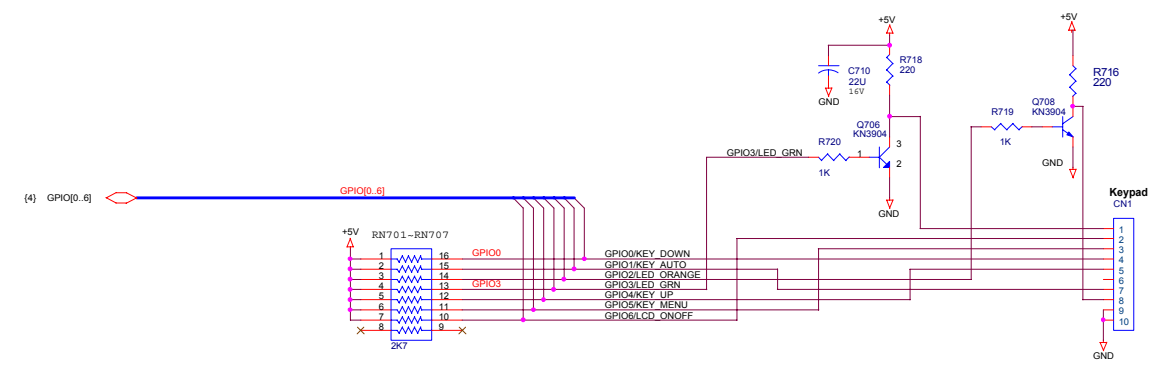 +5V
+5V
C710
22U
16V
GND
R718
220
R716
220
Q706
KN3904
R719
1K
Q708
KN3904
GPIO3/LED_GRN
R720
1K
1
3
2
GND
GND
{4} GPIO[0..6]
GPIO[0..6]
Keypad
CN1
+5V
RN701~RN707
1 16 GPIO0 GPIO0/KEY_DOWN
2 15 GPIO1/KEY_AUTO
3 14 GPIO2/LED_ORANGE
4 13 GPIO3 GPIO3/LED_GRN
5 12 GPIO4/KEY_UP
6 11 GPIO5/KEY_MENU
7 10 GPIO6/LCD_ONOFF
8 9
2K7
1
2
3
4
5
6
7
8
9
10
GND